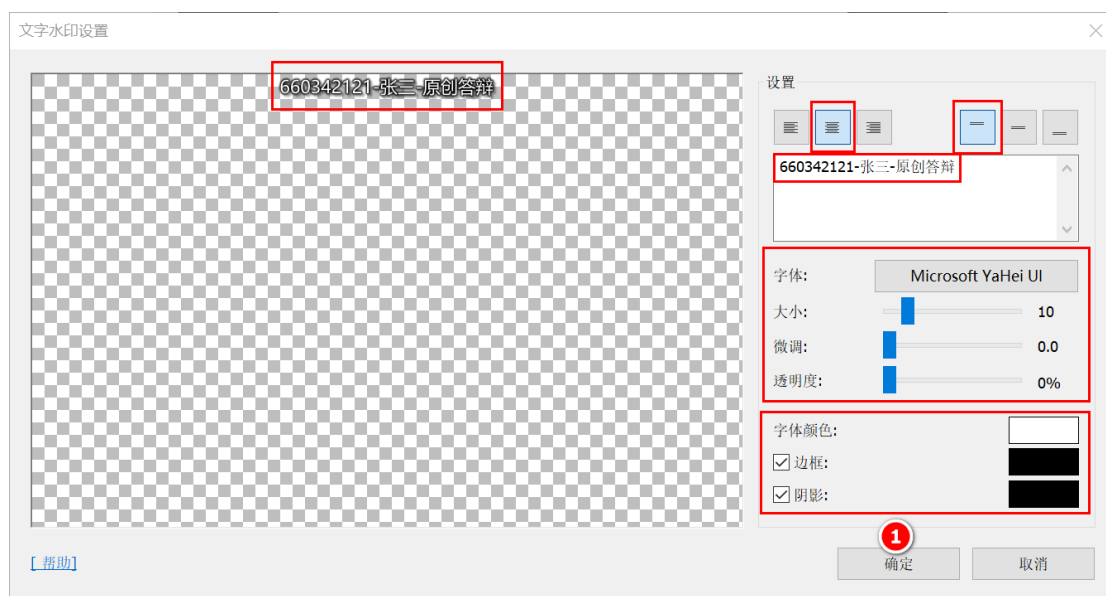 文字水印设置
660342121-张三-原创答辩
设置
660342121-张三-原创答辩
字体:
Microsoft YaHei UI
大小:
10
微调:
0.0
透明度:
0%
字体颜色:
边框:
阴影:
1
[ 帮助]
确定
取消